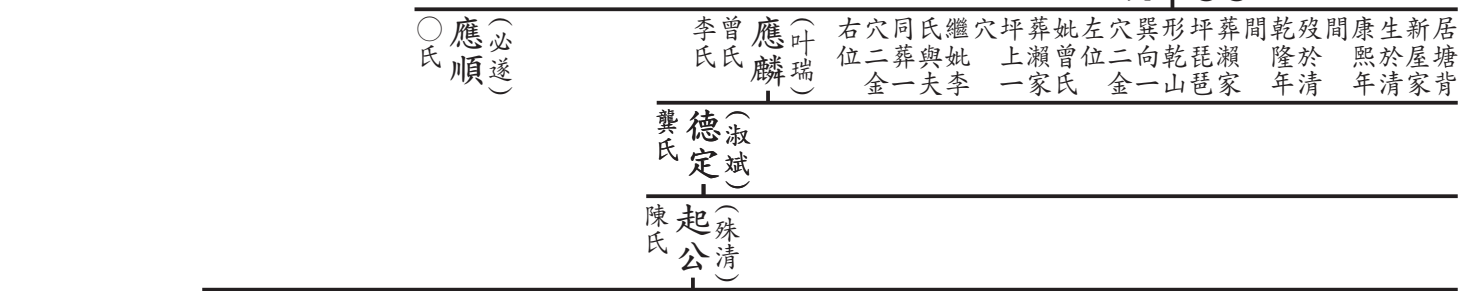 居塘背
新屋家
生於清
康熙年
間
歿於清
乾隆年
間
葬瀨家
坪琵琶
形乾山
巽向一
穴二金
左位
妣曾氏
葬瀨家
坪上一
穴
繼妣李
氏與夫
同葬一
穴二金
右位
(叶瑞)
應麟
曾氏
李氏
(必遂)
應順
○氏
(淑斌)
德定
龔氏
(殊清)
起公
陳氏